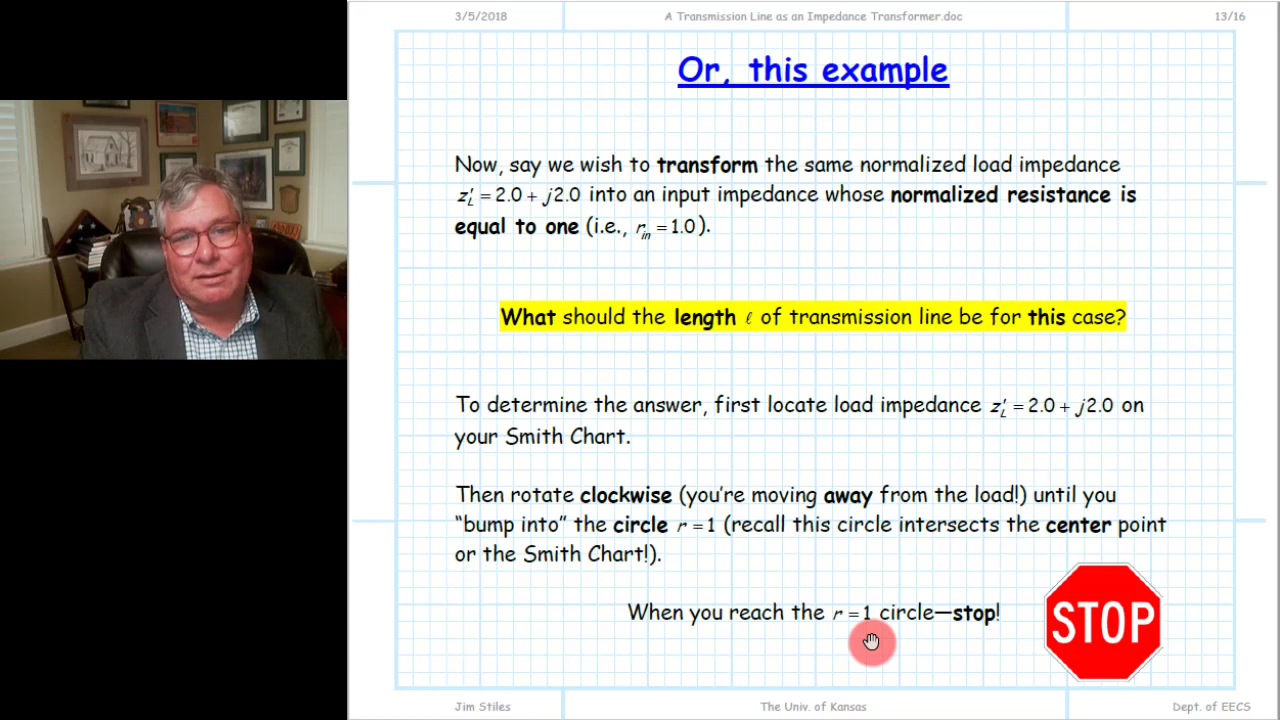 3/5/2018 A Transmission Line as an Impedance Transformer.doc 13/16
Or, this example
Now, say we wish to transform the same normalized load impedance
z′L = 2.0 + j2.0 into an input impedance whose normalized resistance is
equal to one (i.e., rin = 1.0).
What should the length ℓ of transmission line be for this case?
To determine the answer, first locate load impedance z′L = 2.0 + j2.0 on
your Smith Chart.
Then rotate clockwise (you're moving away from the load!) until you
"bump into" the circle r = 1 (recall this circle intersects the center point
or the Smith Chart!).
When you reach the r = 1 circle—stop!
STOP
Jim Stiles The Univ. of Kansas Dept. of EECS